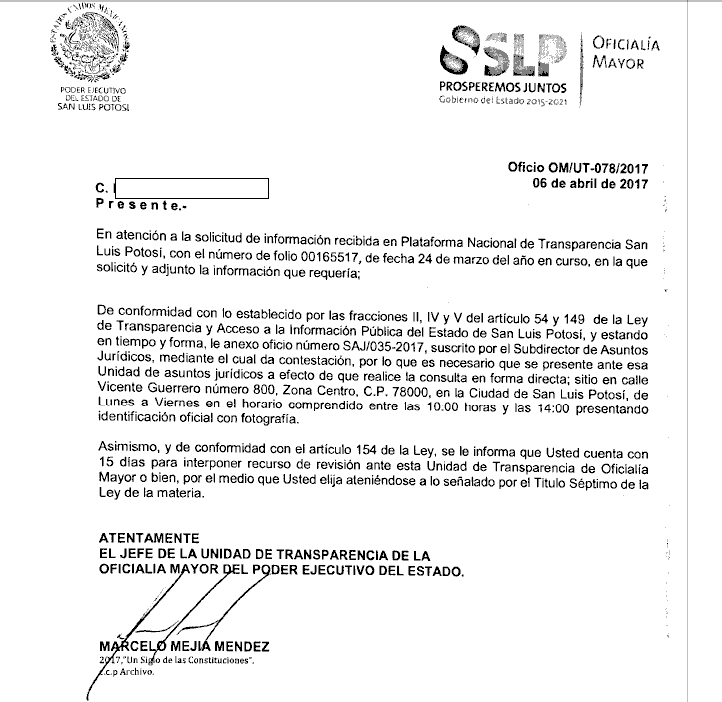 ESTADOS UNIDOS MEXICANOS
PODER EJECUTIVO
DEL ESTADO DE
SAN LUIS POTOSI
SLP
PROSPEREMOS JUNTOS
Gobierno del Estado 2015-2021
OFICIALÍA
MAYOR
Oficio OM/UT-078/2017
06 de abril de 2017
C.
Presente.-
En atención a la solicitud de información recibida en Plataforma Nacional de Transparencia San
Luis Potosí, con el número de folio 00165517, de fecha 24 de marzo del año en curso, en la que
solicitó y adjunto la información que requería;
De conformidad con lo establecido por las fracciones II, IV y V del artículo 54 y 149 de la Ley
de Transparencia y Acceso a la Información Pública del Estado de San Luis Potosí, y estando
en tiempo y forma, le anexo oficio número SAJ/035-2017, suscrito por el Subdirector de Asuntos
Jurídicos, mediante el cual da contestación, por lo que es necesario que se presente ante esa
Unidad de asuntos jurídicos a efecto de que realice la consulta en forma directa; sitio en calle
Vicente Guerrero número 800, Zona Centro, C.P. 78000, en la Ciudad de San Luis Potosí, de
Lunes a Viernes en el horario comprendido entre las 10:00 horas y las 14:00 presentando
identificación oficial con fotografía.
Asimismo, y de conformidad con el artículo 154 de la Ley, se le informa que Usted cuenta con
15 días para interponer recurso de revisión ante esta Unidad de Transparencia de Oficialía
Mayor o bien, por el medio que Usted elija ateniéndose a lo señalado por el Titulo Séptimo de la
Ley de la materia.
ATENTAMENTE
EL JEFE DE LA UNIDAD DE TRANSPARENCIA DE LA
OFICIALIA MAYOR DEL PODER EJECUTIVO DEL ESTADO.
MARCELO MEJIA MENDEZ
2017,"Un Siglo de las Constituciones".
c.c.p Archivo.